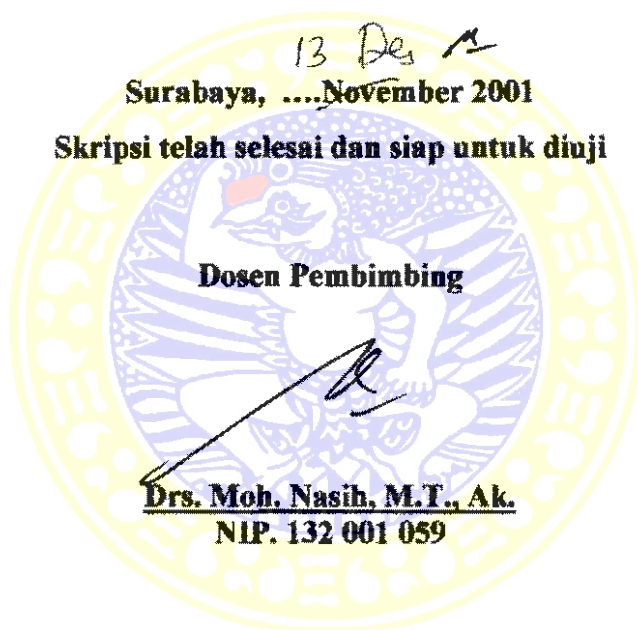 13 Des
Surabaya, ....November 2001
Skripsi telah selesai dan siap untuk diuji
Dosen Pembimbing
Drs. Moh. Nasih, M.T., Ak.
NIP. 132 001 059